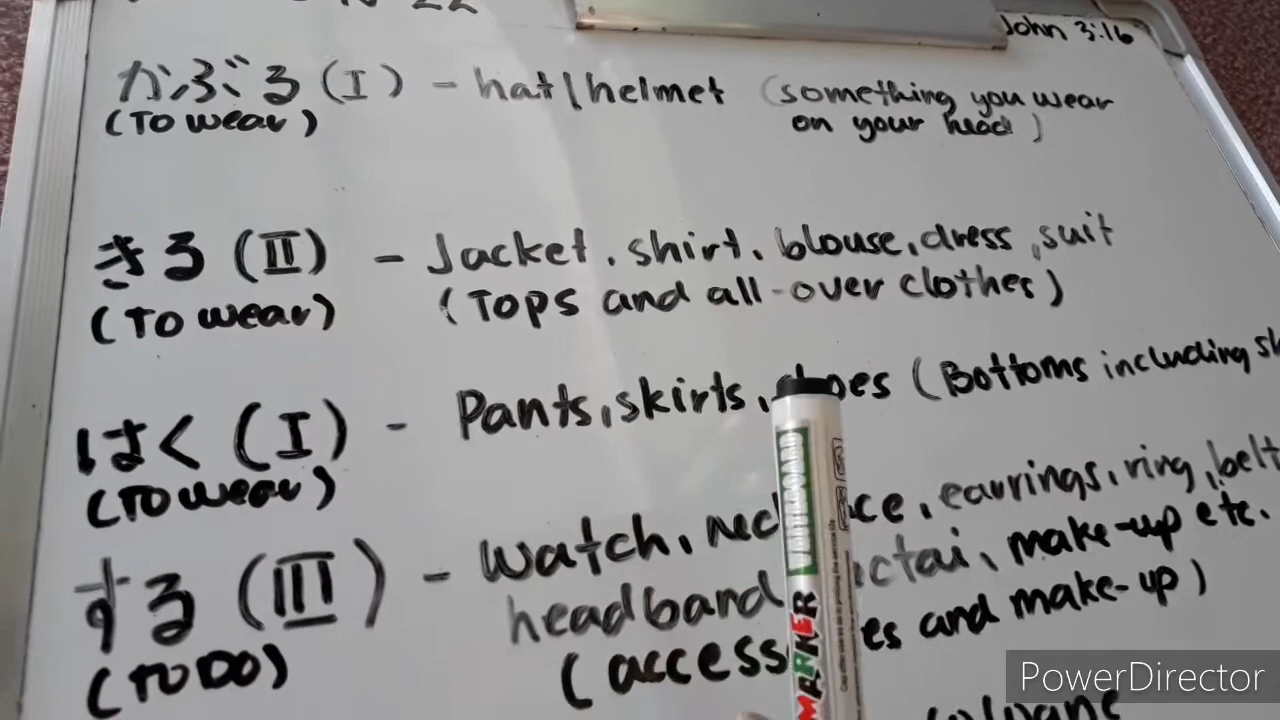 22
John 3:16
かぶる (I) - hat/helmet (something you wear
(To wear) on your head)
きる (II) - Jacket, shirt, blouse, dress, suit
(To wear) (Tops and all-over clothes)
はく (I) - Pants, skirts, shoes (Bottoms including
(To wear)
する (III) - Watch, necklace, earrings, ring, belt
headband make-up etc.
(TO DO) (accessories and make-up)
WHITEBOARD
MARKER
PowerDirector